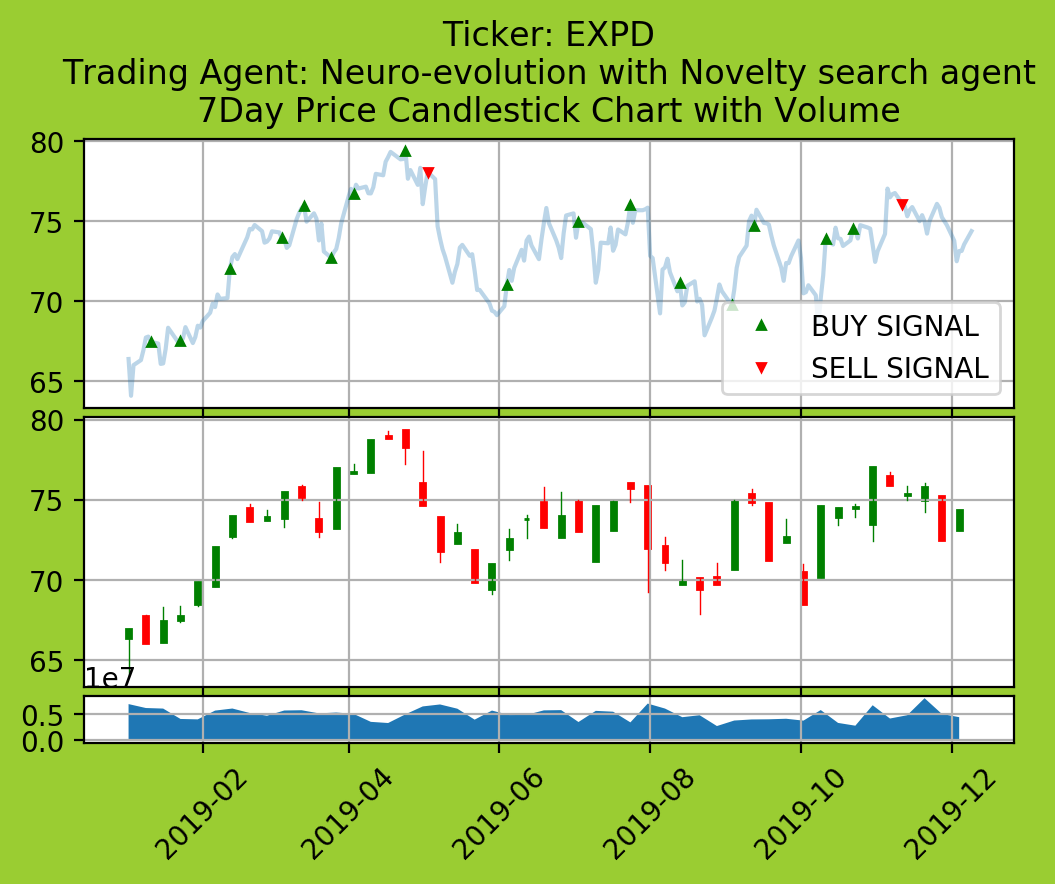 Ticker: EXPD
Trading Agent: Neuro-evolution with Novelty search agent
7Day Price Candlestick Chart with Volume
80
75
70
65
BUY SIGNAL
SELL SIGNAL
80
75
70
65
1e7
0.5
0.0
2019-02
2019-04
2019-06
2019-08
2019-10
2019-12